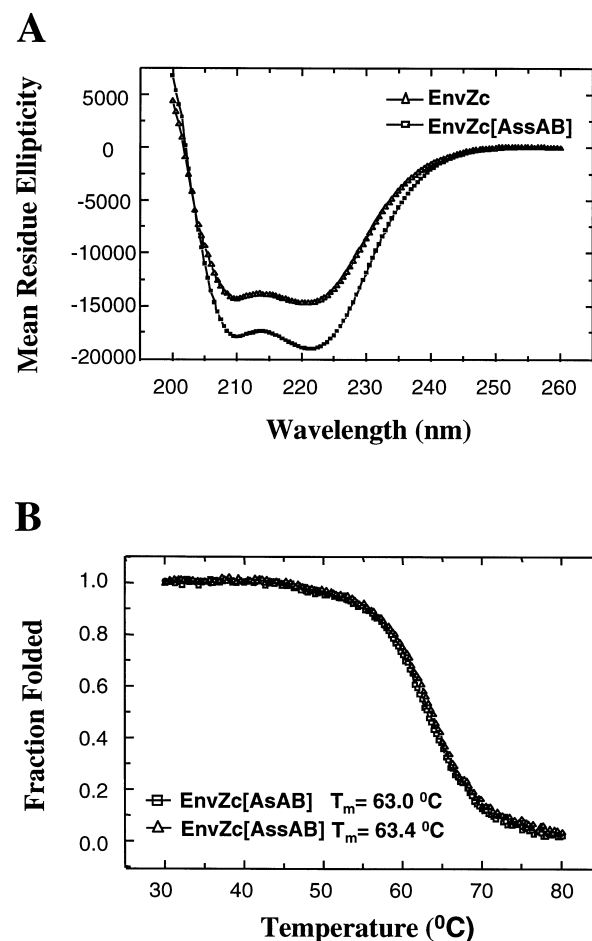 A
Mean Residue Ellipticity
5000
0
-5000
-10000
-15000
-20000
EnvZc
EnvZc[AssAB]
200 210 220 230 240 250 260
Wavelength (nm)
B
Fraction Folded
1.0
0.8
0.6
0.4
0.2
0.0
EnvZc[AsAB] Tm= 63.0 ⁰C
EnvZc[AssAB] Tm= 63.4 ⁰C
30 40 50 60 70 80
Temperature (⁰C)